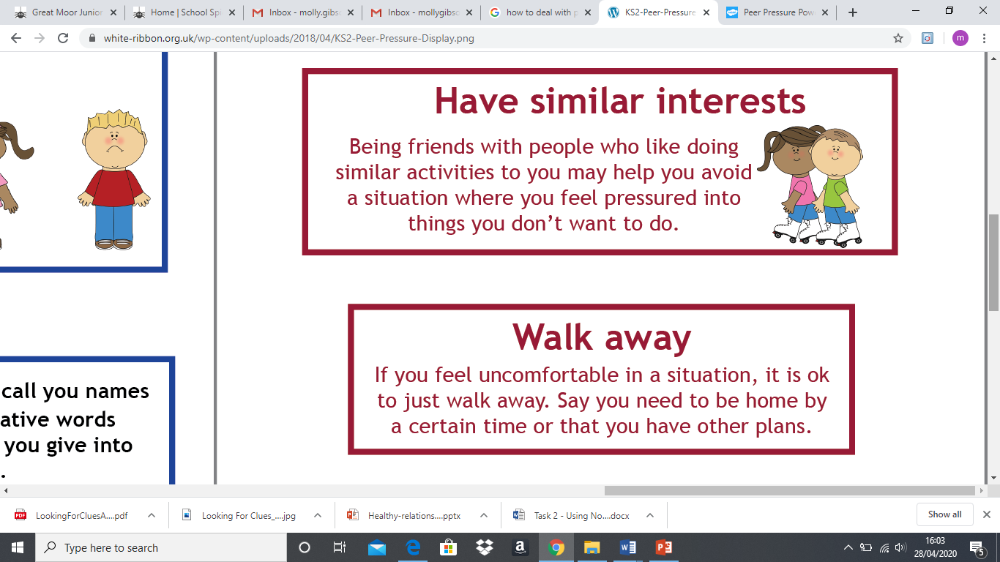 Great Moor Junior
Home | School Spi
Inbox - molly.gibso
Inbox - mollygibso
how to deal with p
KS2-Peer-Pressure
Peer Pressure Pow
white-ribbon.org.uk/wp-content/uploads/2018/04/KS2-Peer-Pressure-Display.png
m
call you names
ative words
you give into
.
Have similar interests
Being friends with people who like doing
similar activities to you may help you avoid
a situation where you feel pressured into
things you don’t want to do.
Walk away
If you feel uncomfortable in a situation, it is ok
to just walk away. Say you need to be home by
a certain time or that you have other plans.
PDF
LookingForCluesA....pdf
Looking For Clues_....jpg
Healthy-relations....pptx
Task 2 - Using No....docx
Show all
Type here to search
16:03
28/04/2020
5